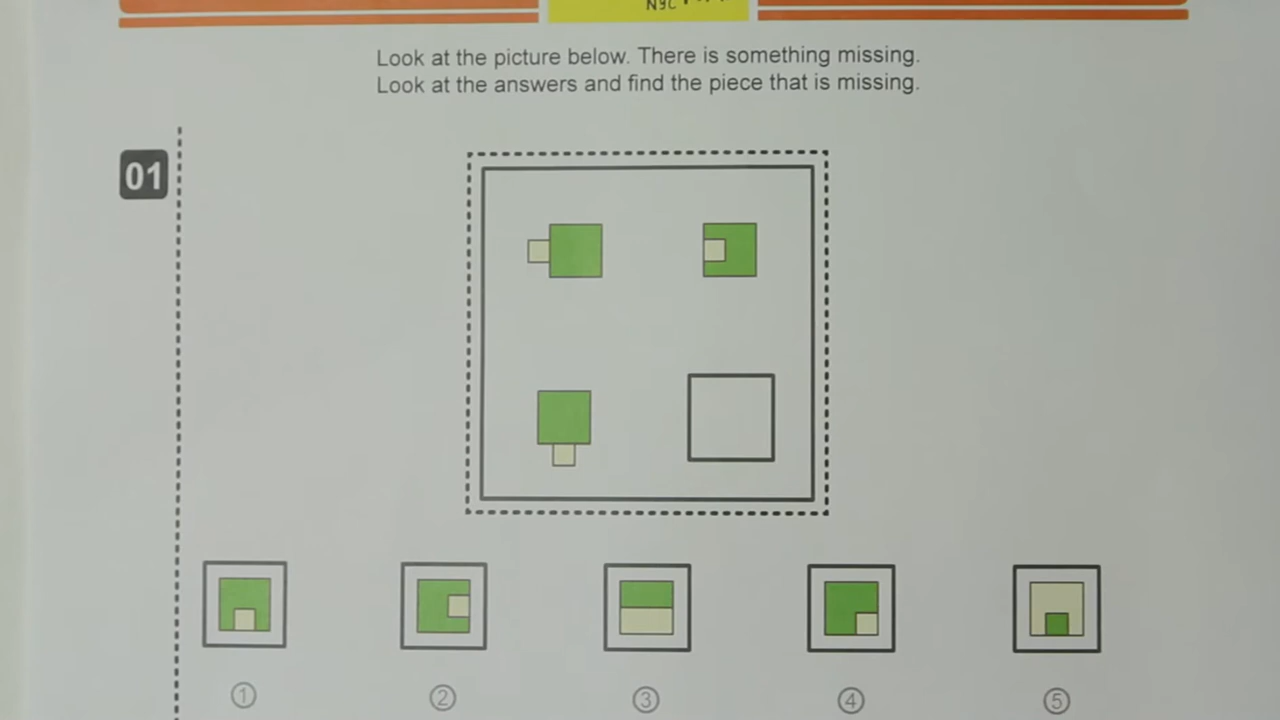 Look at the picture below. There is something missing.
Look at the answers and find the piece that is missing.
01
① ② ③ ④ ⑤